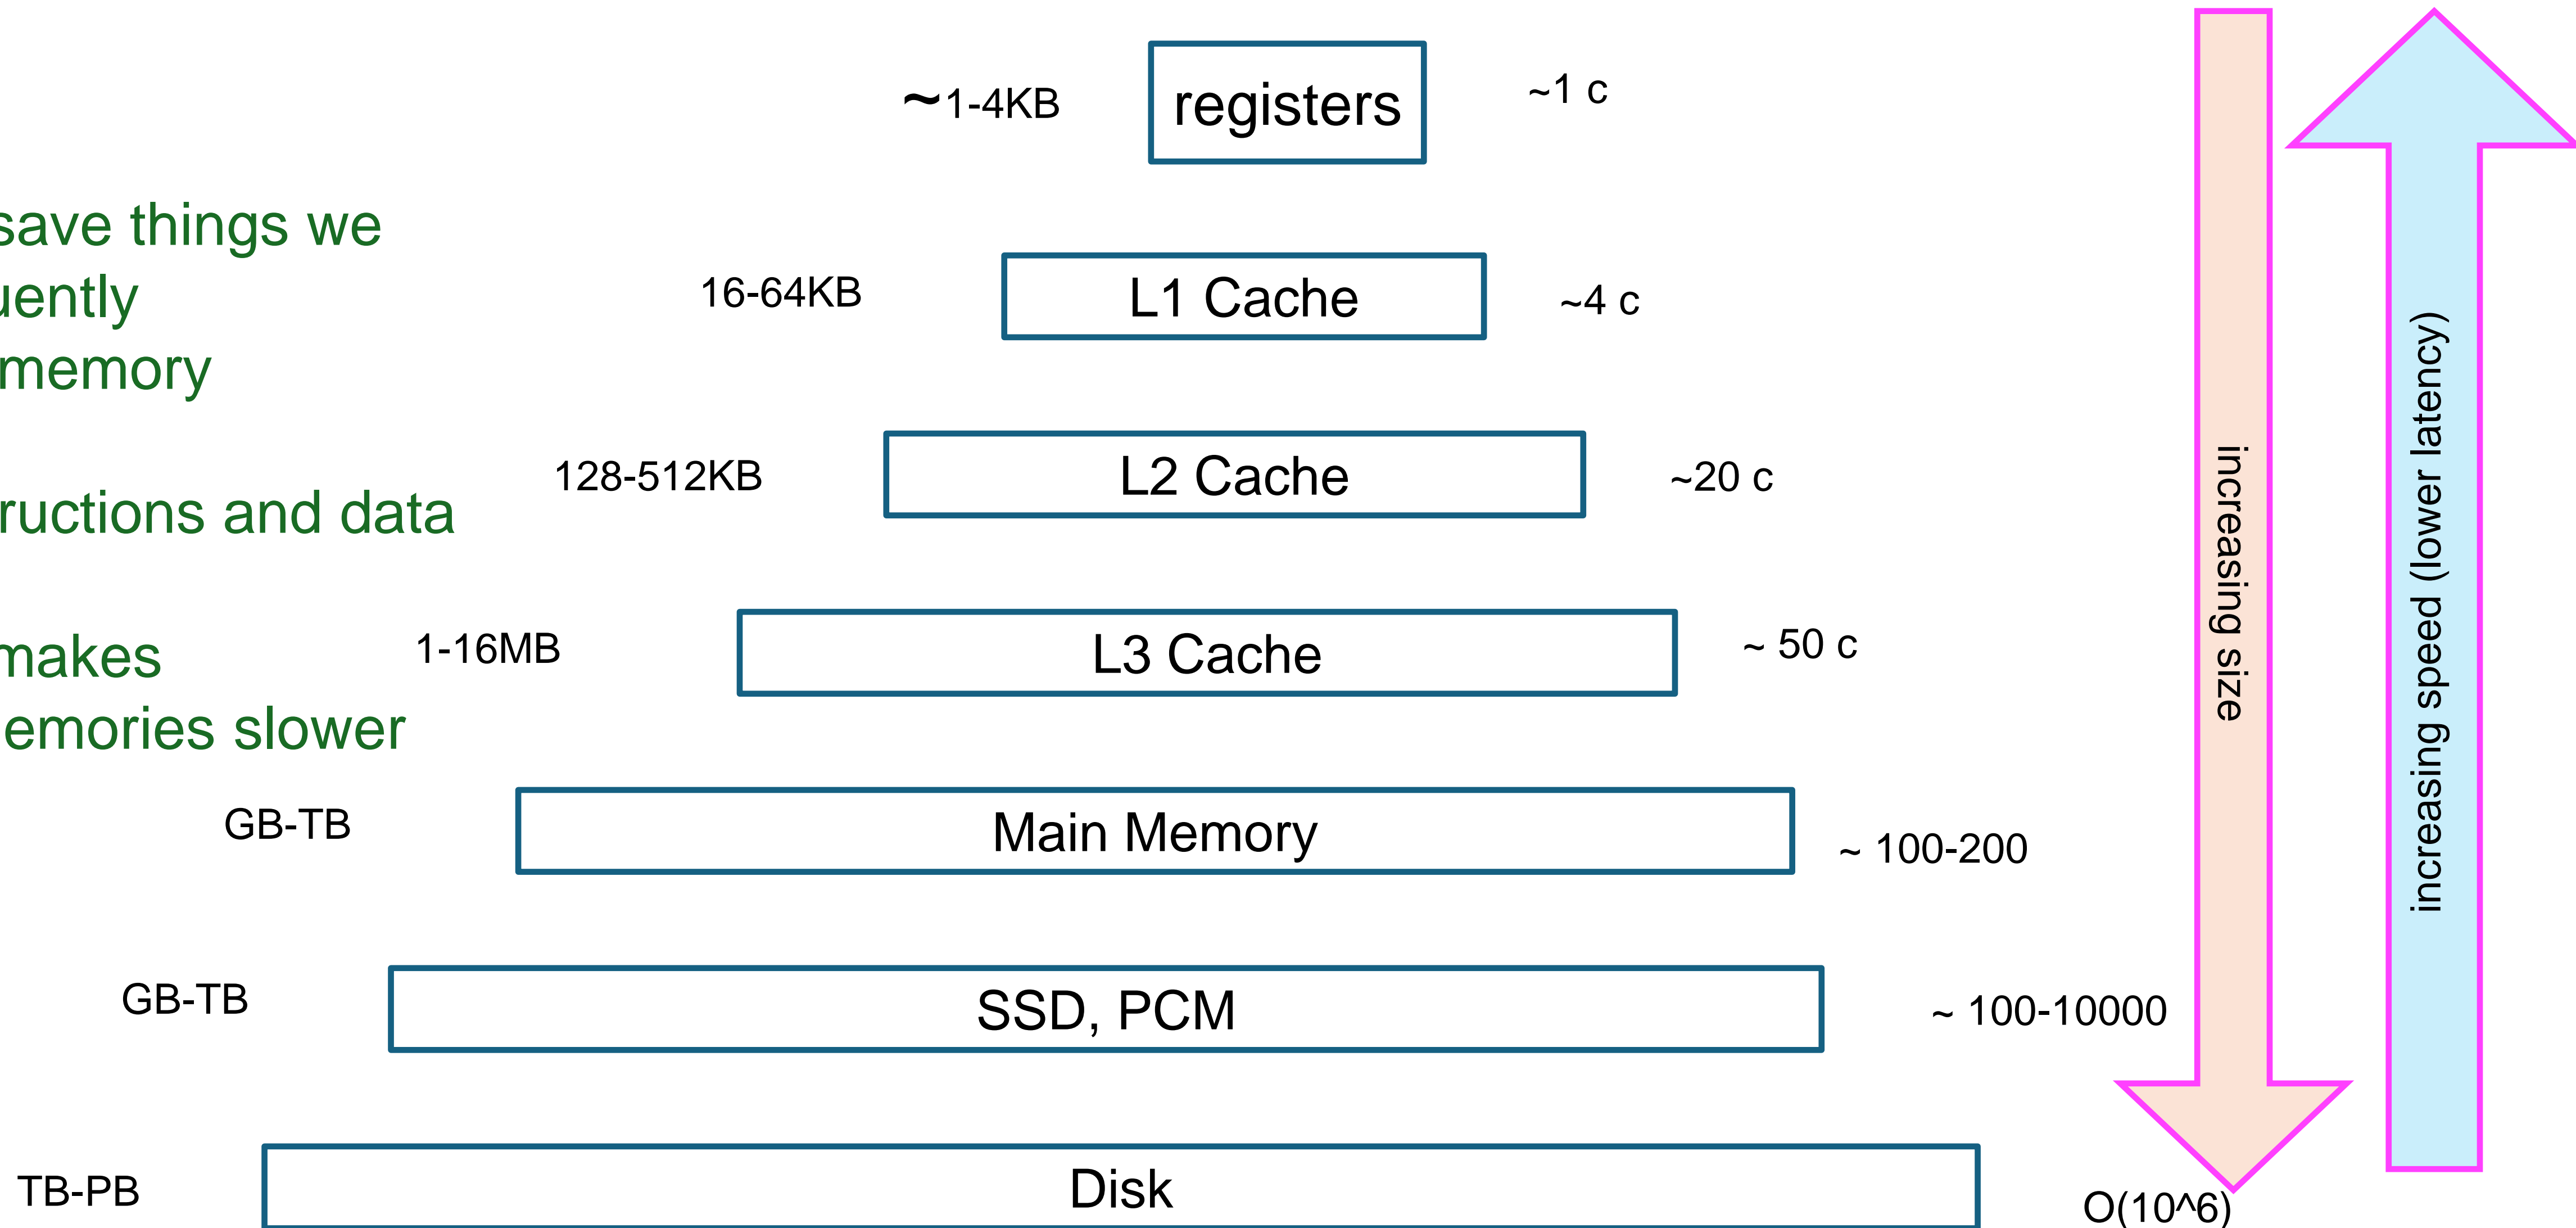 ~1-4KB registers ~1 c
save things we
uently
memory
16-64KB L1 Cache ~4 c
128-512KB L2 Cache ~20 c
ructions and data
1-16MB L3 Cache ~ 50 c
makes
emories slower
GB-TB Main Memory ~ 100-200
GB-TB SSD, PCM ~ 100-10000
TB-PB Disk O(10^6)
increasing size
increasing speed (lower latency)